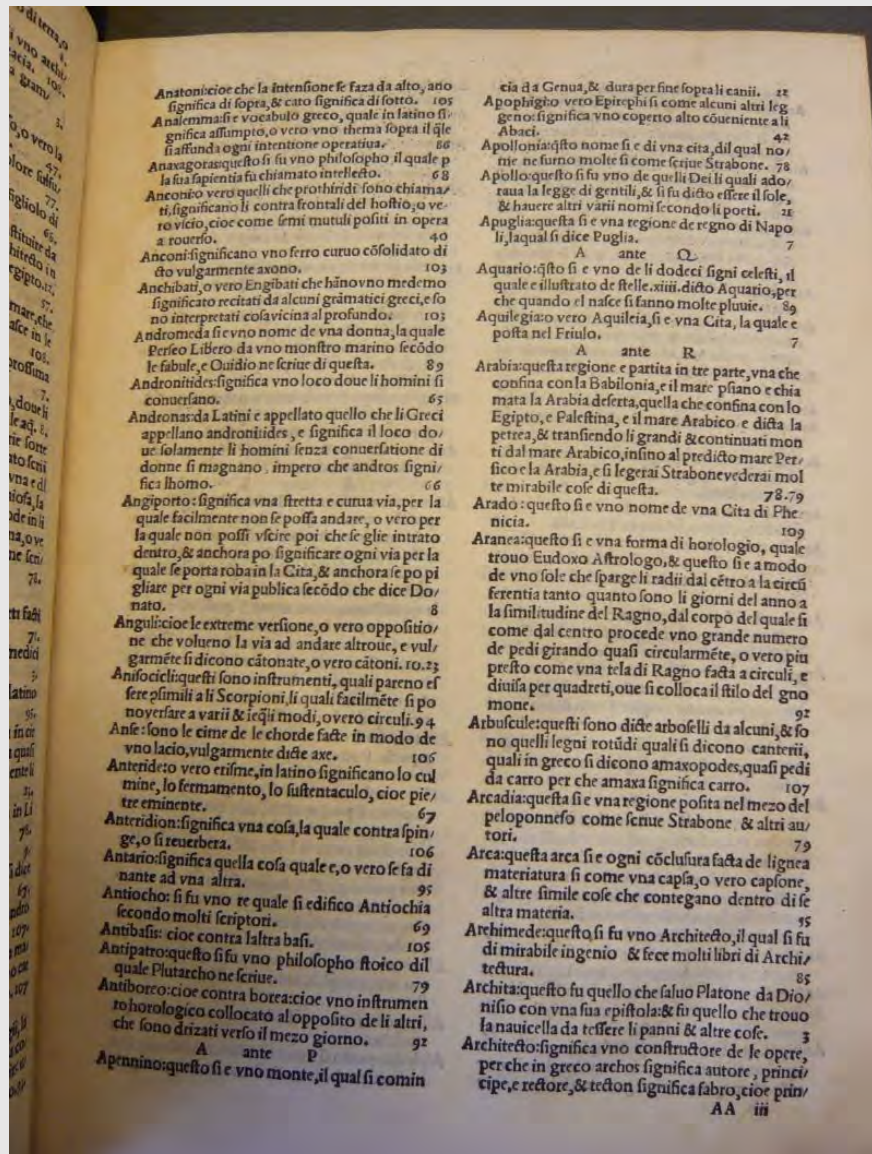 Anatoni:cioe che la intensione se faza da alto, ano
significa di sopra,& cato significa di sotto. 105
Analemma:si e vocabulo greco, quale in latino si/
gnifica assumpto,o vero vno thema sopra il q̄le
si affunda ogni intentione operatiua. 86
Anaxagoras:questo si fu vno philosopho il quale p
la sua sapientia fu chiamato intellecto. 68
Anconi:o vero quelli che prothiridi sono chiama/
ti,significano li contra frontali del hostio,o ve/
ro vscio, cioe come semi mutuli positi in opera
a rouerso. 40
Anconi:significano vno ferro curuo cōsolidato di
cto vulgarmente axono. 103
Anchibati,o vero Engibati che hānovno medemo
significato recitati da alcuni grāmatici greci,e so
no interpretati cosa vicina al profundo. 103
Andromeda si e vno nome de vna donna,la quale
Perseo Libero da vno monstro marino secōdo
le fabule,e Ouidio ne scriue di questa. 89
Andronitides:significa vno loco doue li homini si
conuersano. 65
Andronas:da Latini e appellato quello che li Greci
appellano andronitides , e significa il loco do/
ue solamente li homini senza conuersatione di
donne si magnano . impero che andros signi/
fica lhomo. 66
Angiporto:significa vna stretta e curua via,per la
quale facilmente non se possa andare, o vero per
la quale non possi vscire poi che se glie intrato
dentro,& anchora po significare ogni via per la
quale se porta roba in la Cita,& anchora se po pi
gliare per ogni via publica secōdo che dice Do/
nato. 8
Anguli:cioe le extreme versione,o vero oppositio/
ne che volueno la via ad andare altroue, e vul/
garmēte si dicono cātonate,o vero cātoni. 10.23
Anisocicli:questi sono instrumenti, quali pareno es
sere ꝓsimili a li Scorpioni,li quali facilmēte si po
no versare a varii & ieq̄li modi,o vero circuli.94
Anse:sono le cime de le chorde facte in modo de
vno lacio,vulgarmente dicte axe. 106
Anteride:o vero erisme,in latino significano lo cul
mine, lo fermamento, lo sustentaculo, cioe pie/
tre eminente. 67
Anteridion:significa vna cosa,la quale contra spin/
ge,o si reuerbera. 106
Antario:significa quella cosa quale e,o vero se fa di
nante ad vna altra. 95
Antiocho: si fu vno re quale si edifico Antiochia
secondo molti scriptori. 69
Antibasis: cioe contra laltra basi. 105
Antipatro:questo si fu vno philosopho stoico dil
quale Plutarcho ne scriue. 79
Antiboreo:cioe contra borea:cioe vno instrumen
to horologico collocato al opposito de li altri,
che sono drizati verso il mezo giorno. 92
A ante P
Apennino:questo si e vno monte,il qual si comin
cia da Genua,& dura per fine sopra li canii. 22
Apophigi:o vero Epirephi si come alcuni altri leg
geno:significa vno coperto alto cōueniente a li
Abaci. 42
Apollonia:q̄sto nome si e di vna cita,dil qual no/
me ne furno molte si come scriue Strabone. 78
Apollo:questo si fu vno de quelli Dei li quali ado/
raua la legge di gentili,& si fu dicto essere il sole,
& hauere altri varii nomi secondo li poeti. 21
Apuglia:questa si e vna regione de regno di Napo
li,laqual si dice Puglia. 7
A ante Q
Aquario:q̄sto si e vno de li dodeci signi celesti, il
quale e illustrato de stelle.xiiii.dicto Aquario,per
che quando el nasce si fanno molte pluuie. 89
Aquilegia:o vero Aquileia,si e vna Cita, la quale e
posta nel Friulo. 7
A ante R
Arabia:questa regione e partita in tre parte,vna che
confina con la Babilonia,e il mare psiano e chia
mata la Arabia deserta,quella che confina con lo
Egipto, e Palestina, e il mare Arabico e dicta la
petrea,& transiendo li grandi & continuati mon
ti dal mare Arabico,insino al predicto mare Per/
sico e la Arabia,e si legerai Strabonevederai mol
te mirabile cose di questa. 78.79
Arado : questo si e vno nome de vna Cita di Phe
nicia. 109
Aranea:questo si e vna forma di horologio, quale
trouo Eudoxo Astrologo,& questo si e a modo
de vno sole che sparge li radii dal cētro a la circū
ferentia tanto quanto sono li giorni del anno a
la similitudine del Ragno,dal corpo del quale si
come dal centro procede vno grande numero
de pedi girando quasi circularmēte, o vero piu
presto come vna tela di Ragno facta a circuli, e
diuisa per quadreti,oue si colloca il stilo del gno
mone. 92
Arbuscule:questi sono dicte arboselli da alcuni,& so
no quelli legni rotūdi quali si dicono canterii,
quali in greco si dicono amaxopodes,quasi pedi
da carro per che amaxa significa carro. 107
Arcadia:questa si e vna regione posita nel mezo del
peloponneso come scriue Strabone & altri au/
tori. 79
Arca:questa arca si e ogni cōclusura facta de lignea
materiatura si come vna capsa,o vero capsone,
& altre simile cose che contegano dentro di se
altra materia. 55
Archimede:questo,si fu vno Architecto,il qual si fu
di mirabile ingenio & fece molti libri di Archi/
tectura. 85
Archita:questo fu quello che saluo Platone da Dio/
nisio con vna sua epistola:& fu quello che trouo
la nauicella da tessere li panni & altre cose. 3
Architecto:significa vno constructore de le opere,
per che in greco archos significa autore , princi/
cipe,e rectore,& tecton significa fabro,cioe prin/
AA iii